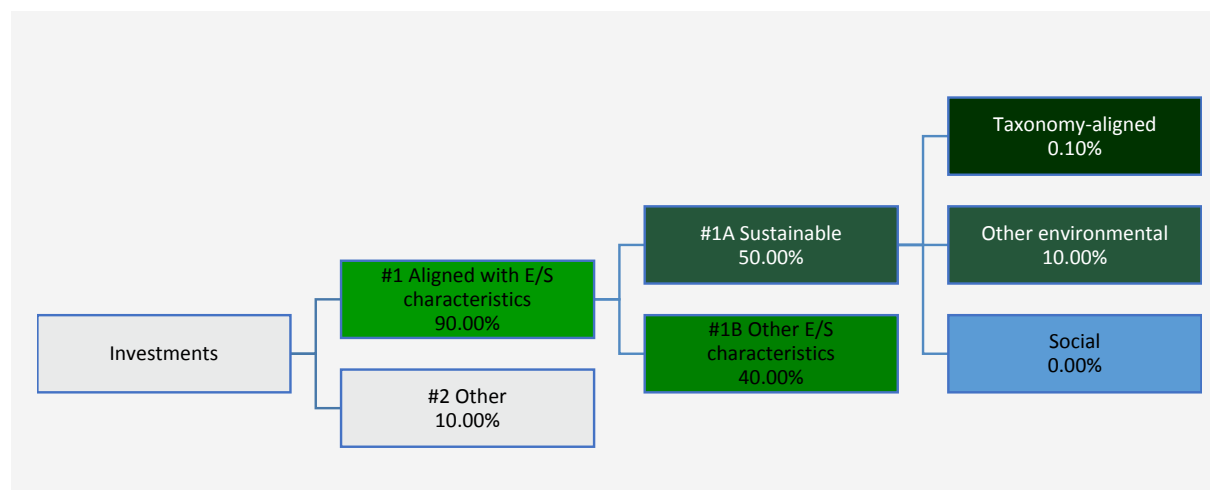 Investments
#1 Aligned with E/S
characteristics
90.00%
#2 Other
10.00%
#1A Sustainable
50.00%
#1B Other E/S
characteristics
40.00%
Taxonomy-aligned
0.10%
Other environmental
10.00%
Social
0.00%